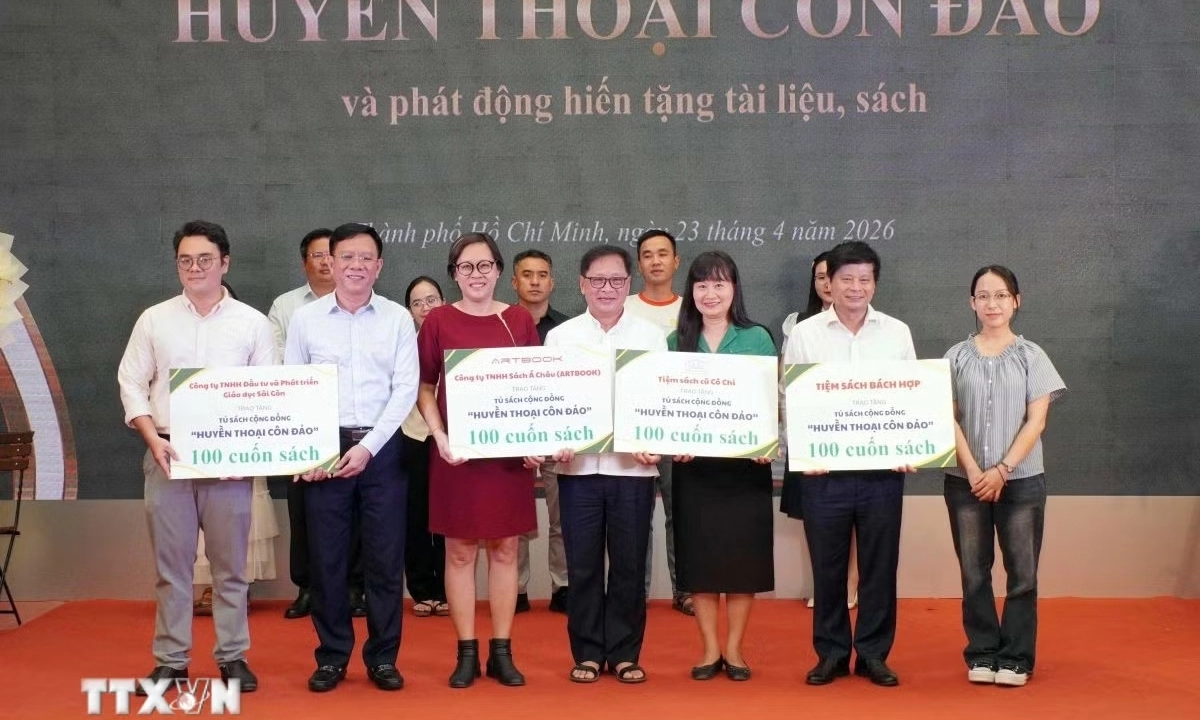 HUYỀN THOẠI CÔN ĐẢO
và phát động hiến tặng tài liệu, sách
Thành phố Hồ Chí Minh, ngày 23 tháng 4 năm 2026
Công ty TNHH Đầu tư và Phát triển
Giáo dục Sài Gòn
TRAO TẶNG
TỦ SÁCH CỘNG ĐỒNG
“HUYỀN THOẠI CÔN ĐẢO”
100 cuốn sách
ARTBOOK
Công ty TNHH Sách Á Châu (ARTBOOK)
TRAO TẶNG
TỦ SÁCH CỘNG ĐỒNG
“HUYỀN THOẠI CÔN ĐẢO”
100 cuốn sách
Tiệm sách cũ Cô Chi
TRAO TẶNG
TỦ SÁCH CỘNG ĐỒNG
“HUYỀN THOẠI CÔN ĐẢO”
100 cuốn sách
TIỆM SÁCH BÁCH HỢP
TRAO TẶNG
TỦ SÁCH CỘNG ĐỒNG
“HUYỀN THOẠI CÔN ĐẢO”
100 cuốn sách
TTXVN